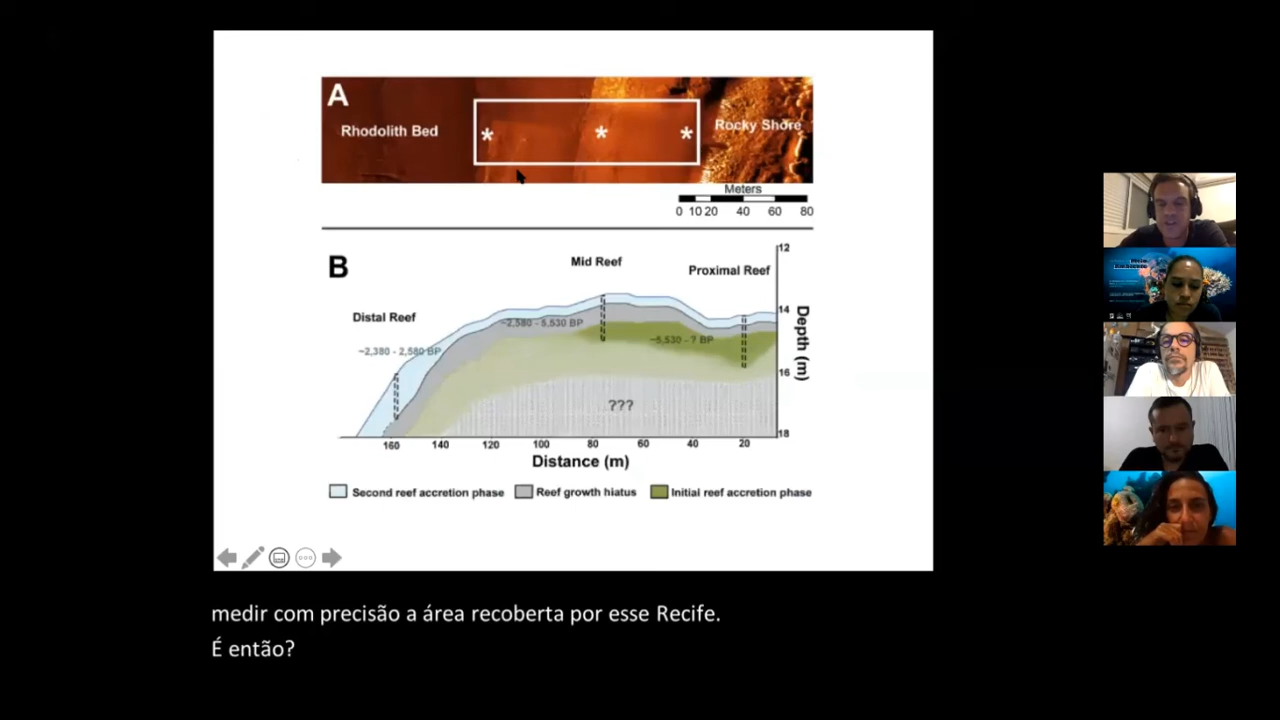 A
Rhodolith Bed
* * *
Rocky Shore
Meters
0 10 20 40 60 80
B
Mid Reef
Proximal Reef
Distal Reef
12
14
16
18
Depth (m)
~2,580 - 5,530 BP
~5,530 - ? BP
~2,380 - 2,580 BP
???
160 140 120 100 80 60 40 20
Distance (m)
Second reef accretion phase
Reef growth hiatus
Initial reef accretion phase
medir com precisão a área recoberta por esse Recife.
É então?